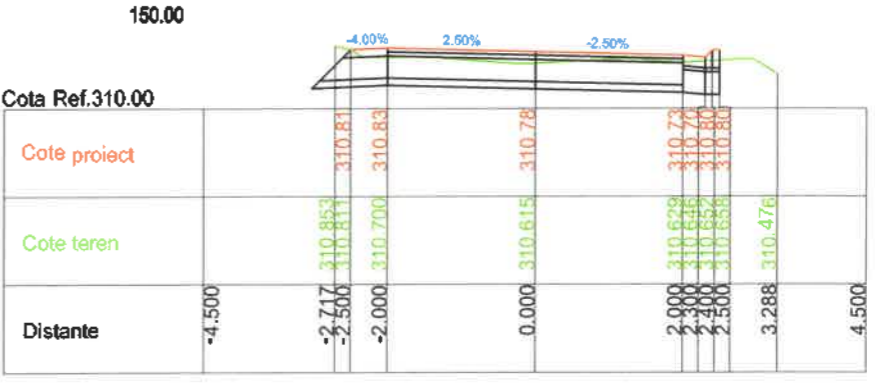 150.00
-4.00% 2.50% -2.50%
Cota Ref.310.00
Cote proiect 310.81 310.83 310.78 310.73 310.70 310.80 310.80
Cote teren 310.853 310.811 310.700 310.615 310.629 310.646 310.652 310.658 310.476
Distante -4.500 -2.717 -2.500 -2.000 0.000 2.000 2.300 2.400 2.500 3.288 4.500